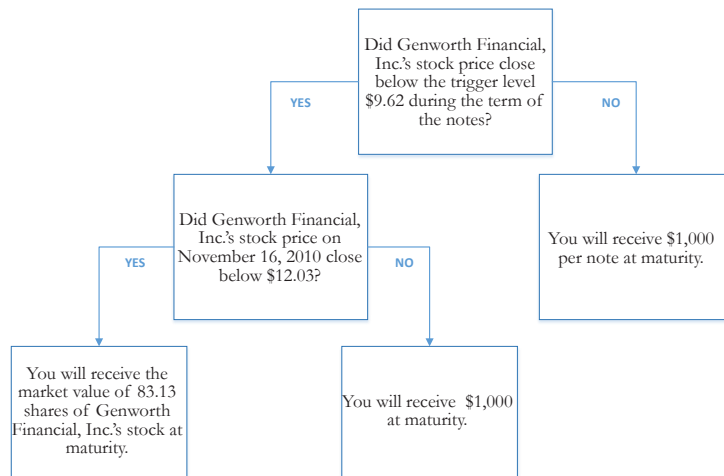 Did Genworth Financial,
Inc.'s stock price close
below the trigger level
$9.62 during the term of
the notes?
YES
NO
Did Genworth Financial,
Inc.'s stock price on
November 16, 2010 close
below $12.03?
You will receive $1,000
per note at maturity.
YES
NO
You will receive the
market value of 83.13
shares of Genworth
Financial, Inc.'s stock at
maturity.
You will receive $1,000
at maturity.